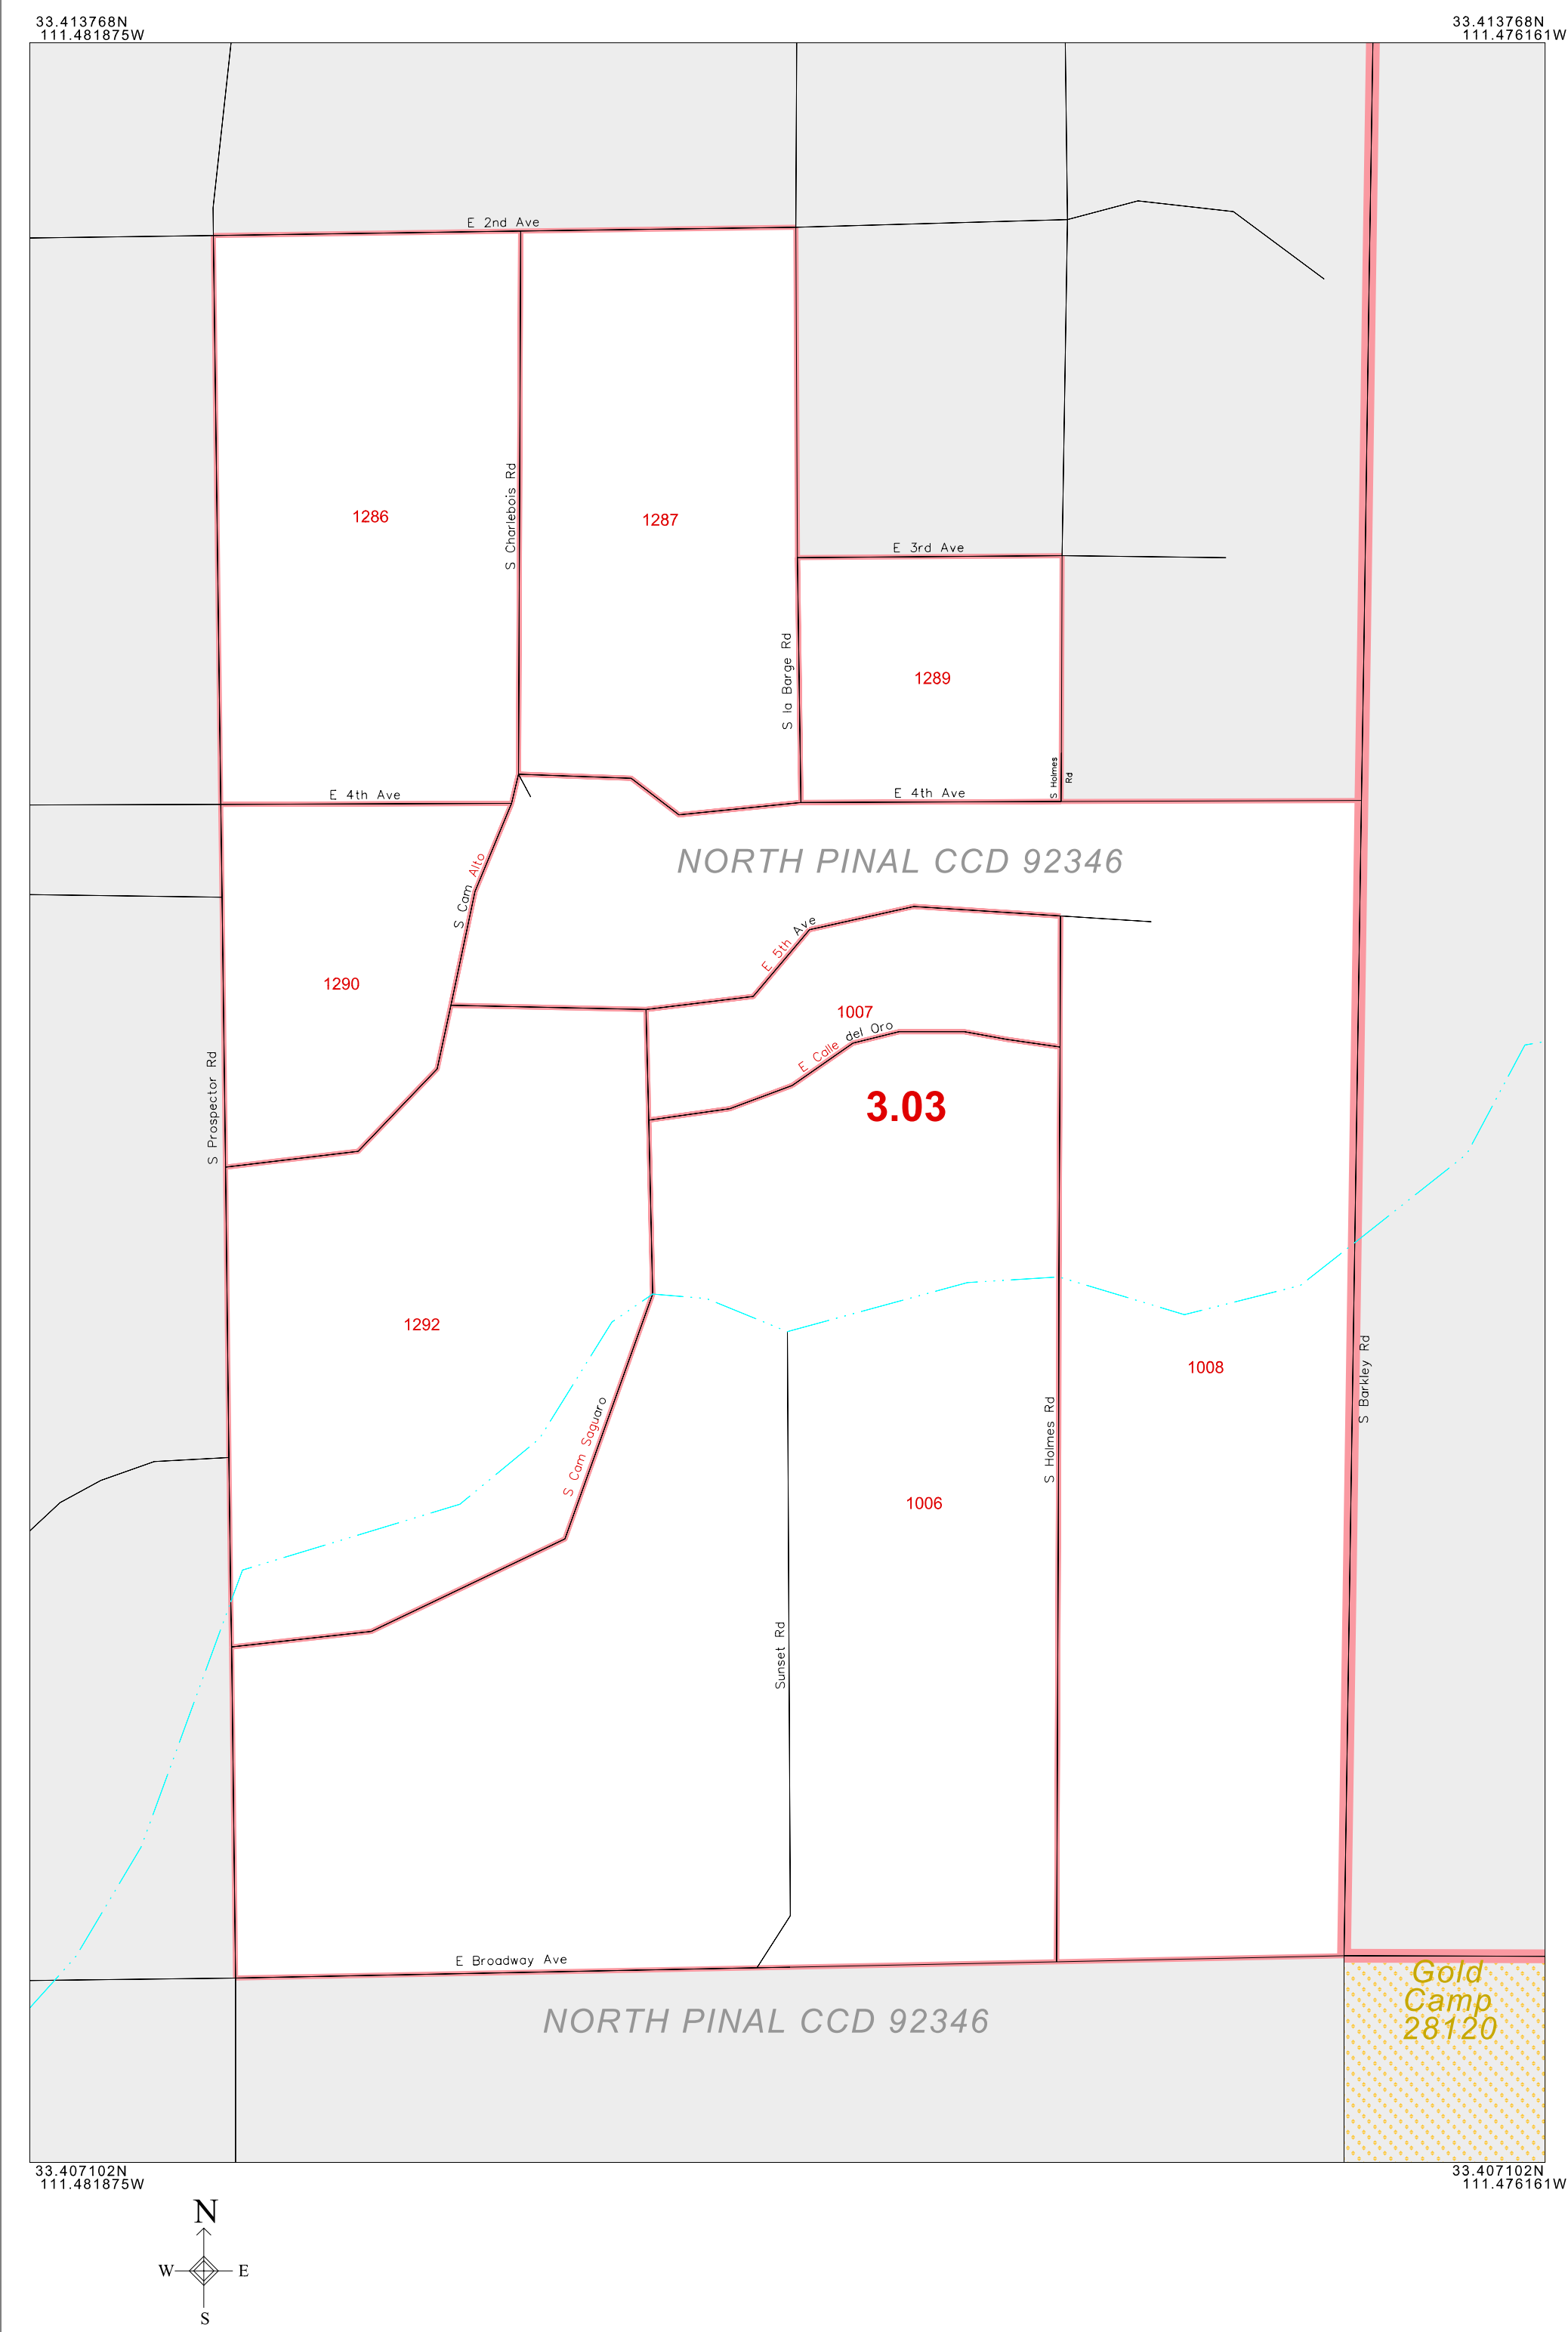 33.413768N
111.481875W
33.413768N
111.476161W
E 2nd Ave
S Charlebois Rd
1286
1287
E 3rd Ave
S la Barge Rd
1289
S Holmes
Rd
E 4th Ave
E 4th Ave
NORTH PINAL CCD 92346
S Cam Alto
E 5th Ave
1290
1007
E Calle del Oro
S Prospector Rd
3.03
1292
1008
S Barkley Rd
S Cam Saguaro
S Holmes Rd
1006
Sunset Rd
E Broadway Ave
Gold
Camp
28120
NORTH PINAL CCD 92346
33.407102N
111.481875W
33.407102N
111.476161W
N
W
E
S